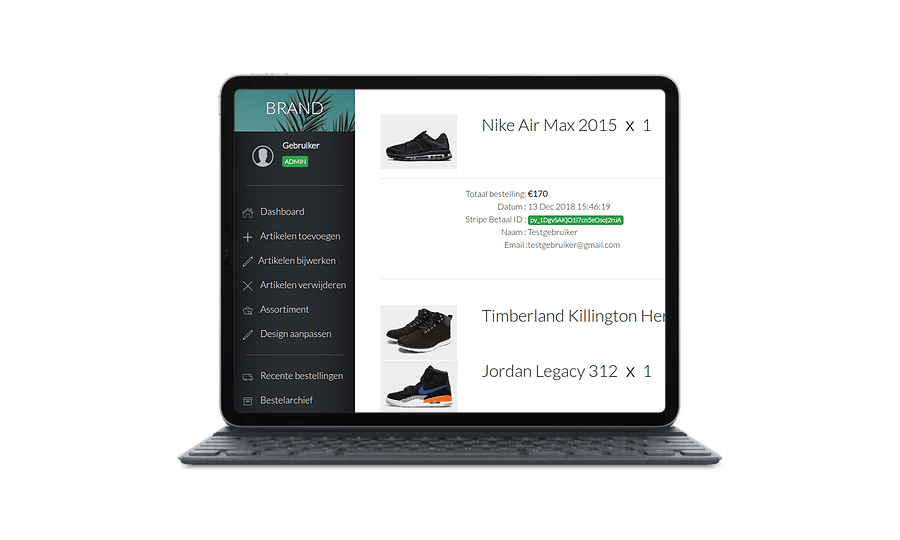 BRAND
Gebruiker
ADMIN
Dashboard
Artikelen toevoegen
Artikelen bijwerken
Artikelen verwijderen
Assortiment
Design aanpassen
Recente bestellingen
Bestelarchief
Nike Air Max 2015 x 1
Totaal bestelling: €170
Datum : 13 Dec 2018 15:46:19
Stripe Betaal ID :
Naam : Testgebruiker
Email :testgebruiker@gmail.com
Timberland Killington Her
Jordan Legacy 312 x 1